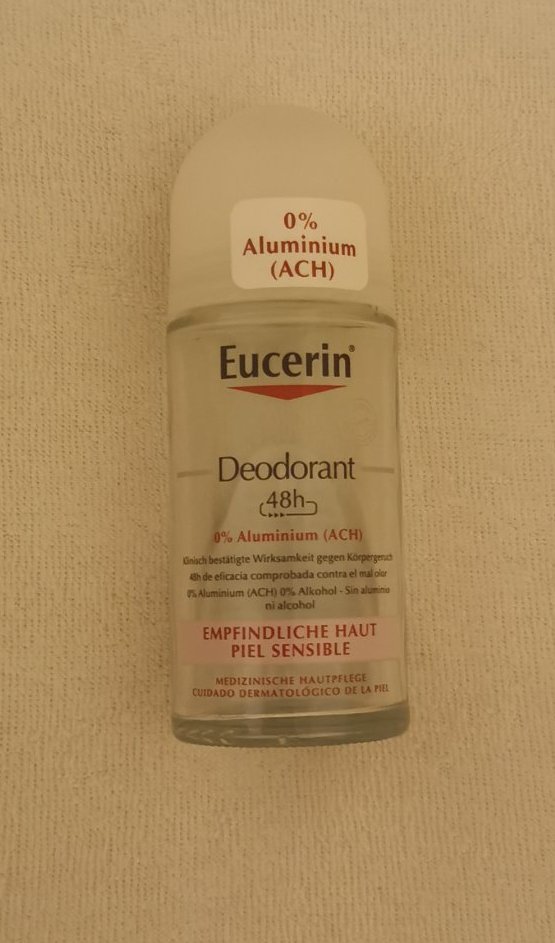 0%
Aluminium
(ACH)
Eucerin®
Deodorant
48h
0% Aluminium (ACH)
Klinisch bestätigte Wirksamkeit gegen Körpergeruch
48h de eficacia comprobada contra el mal olor
0% Aluminium (ACH) 0% Alkohol - Sin aluminio
ni alcohol
EMPFINDLICHE HAUT
PIEL SENSIBLE
MEDIZINISCHE HAUTPFLEGE
CUIDADO DERMATOLÓGICO DE LA PIEL